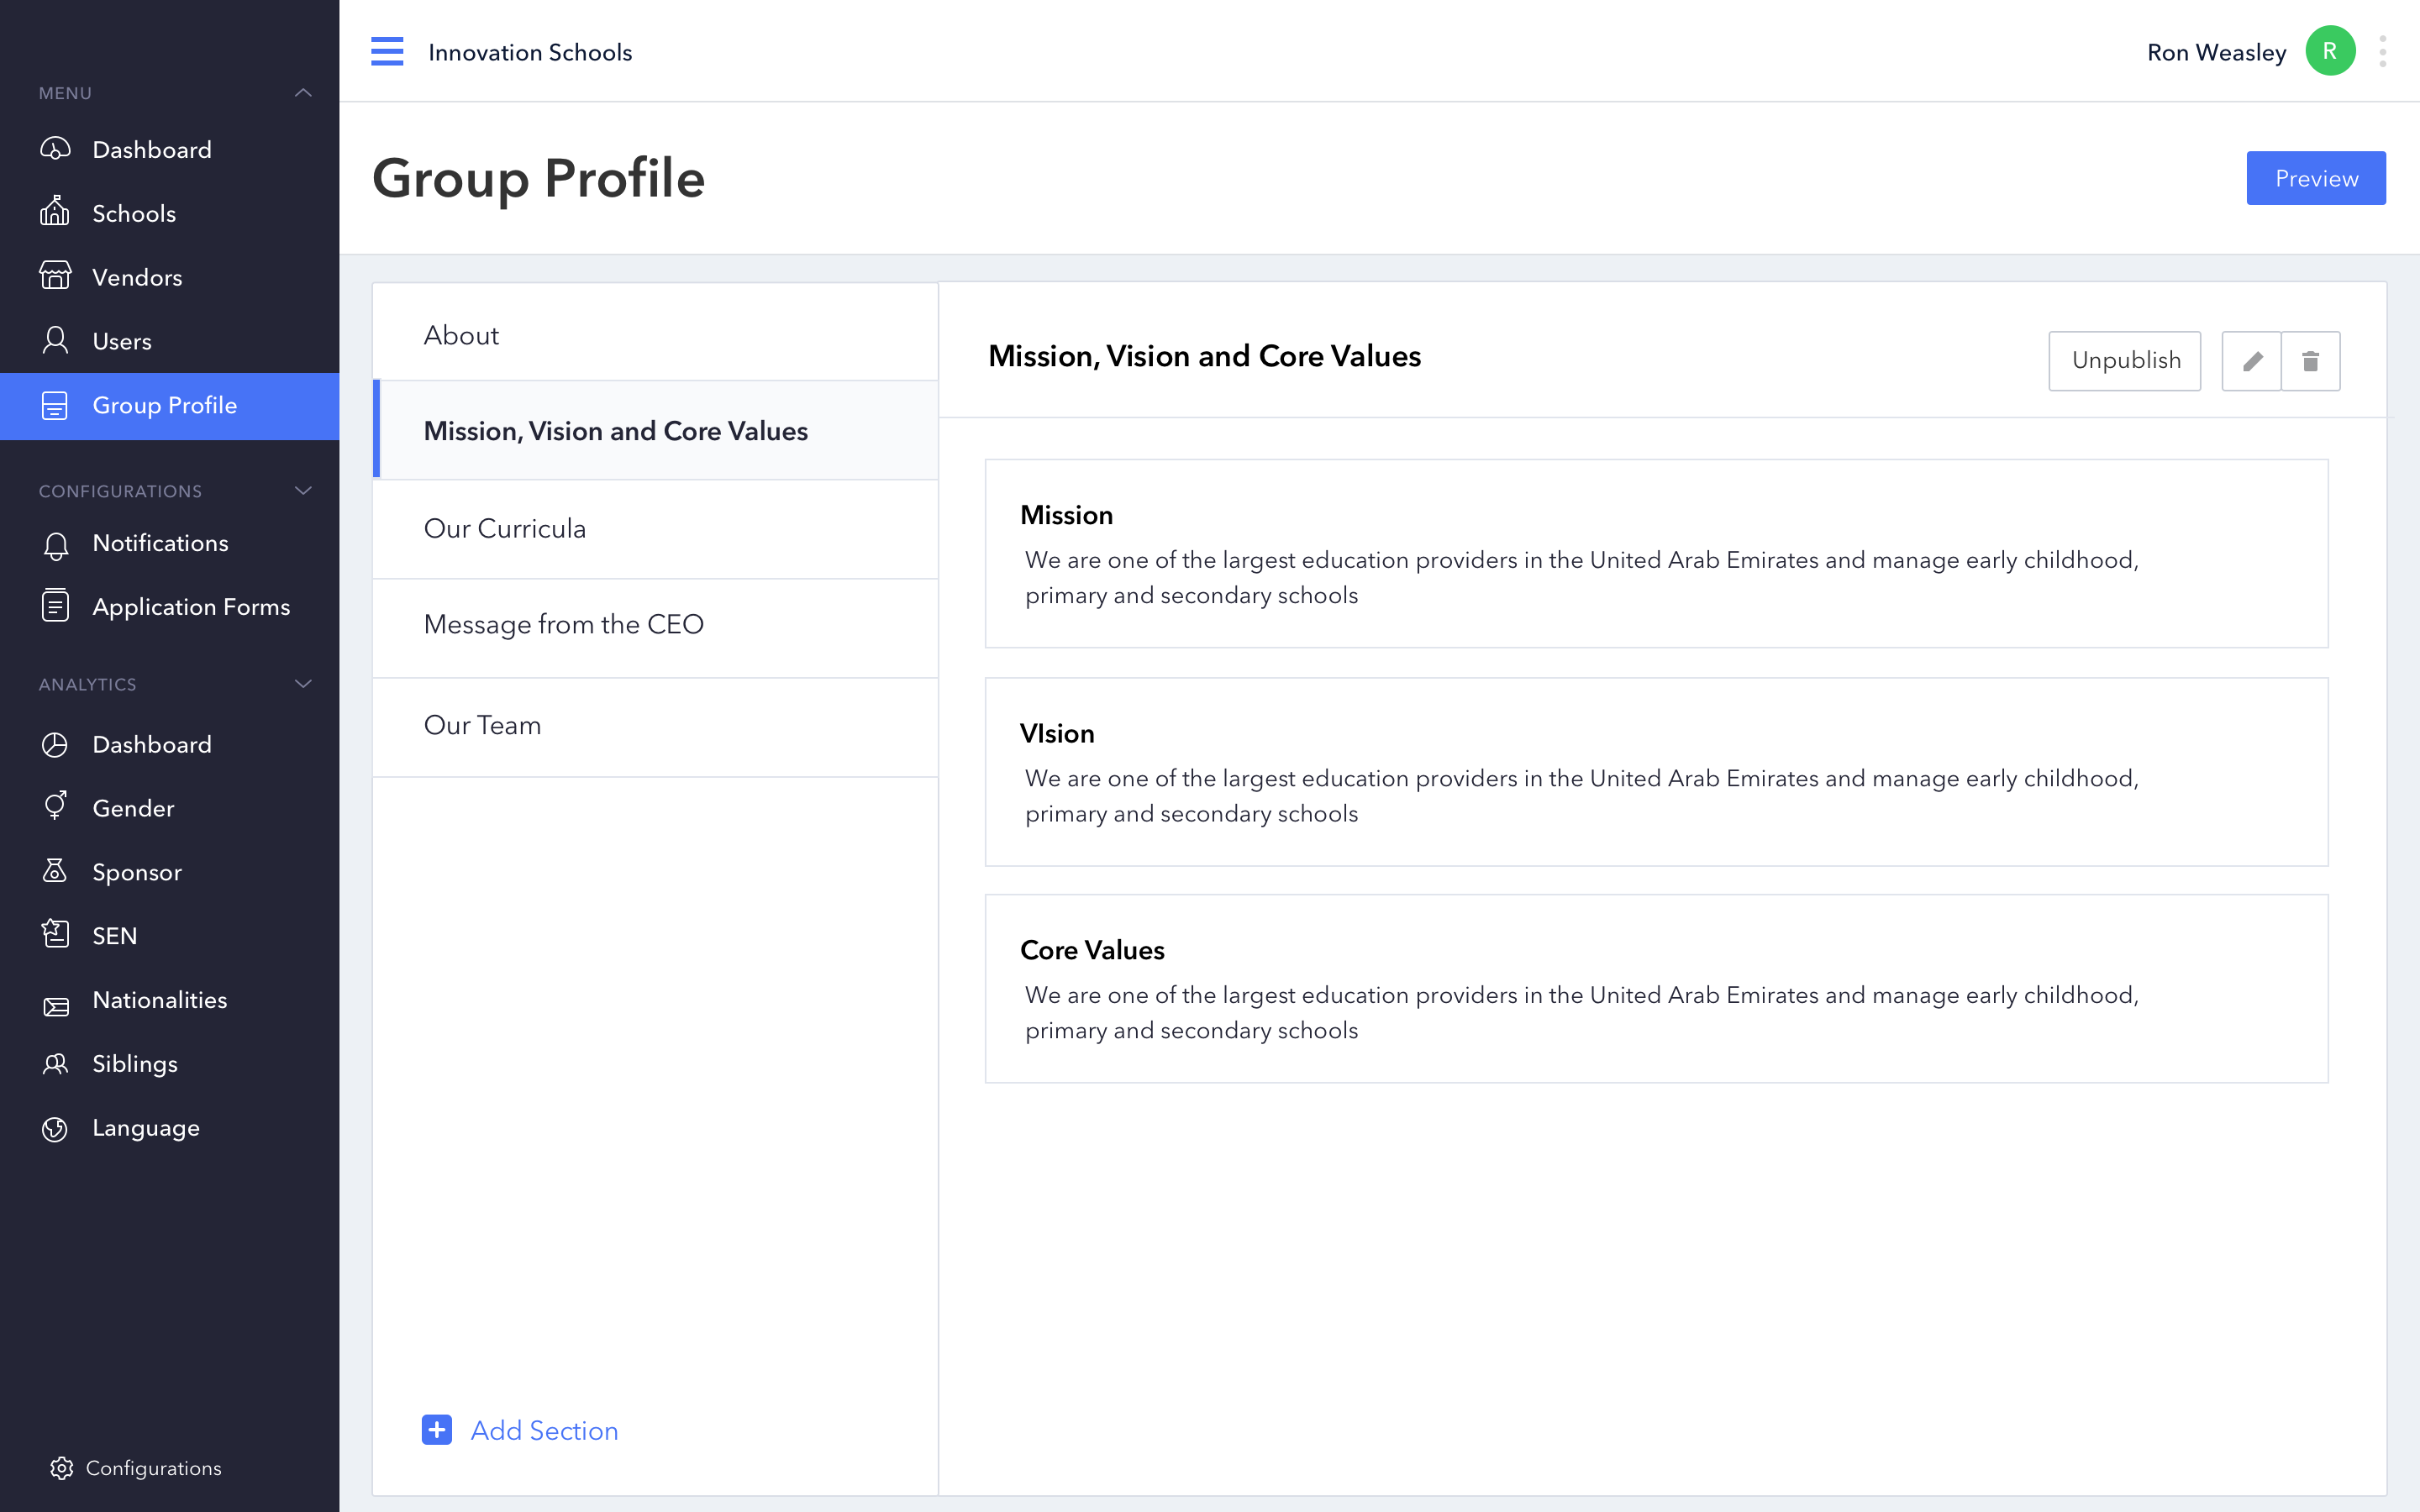 MENU
Dashboard
Schools
Vendors
Users
Group Profile
CONFIGURATIONS
Notifications
Application Forms
ANALYTICS
Dashboard
Gender
Sponsor
SEN
Nationalities
Siblings
Language
Configurations
Innovation Schools
Ron Weasley
R
Group Profile
Preview
About
Mission, Vision and Core Values
Our Curricula
Message from the CEO
Our Team
Add Section
Mission, Vision and Core Values
Unpublish
Mission
We are one of the largest education providers in the United Arab Emirates and manage early childhood,
primary and secondary schools
VIsion
We are one of the largest education providers in the United Arab Emirates and manage early childhood,
primary and secondary schools
Core Values
We are one of the largest education providers in the United Arab Emirates and manage early childhood,
primary and secondary schools